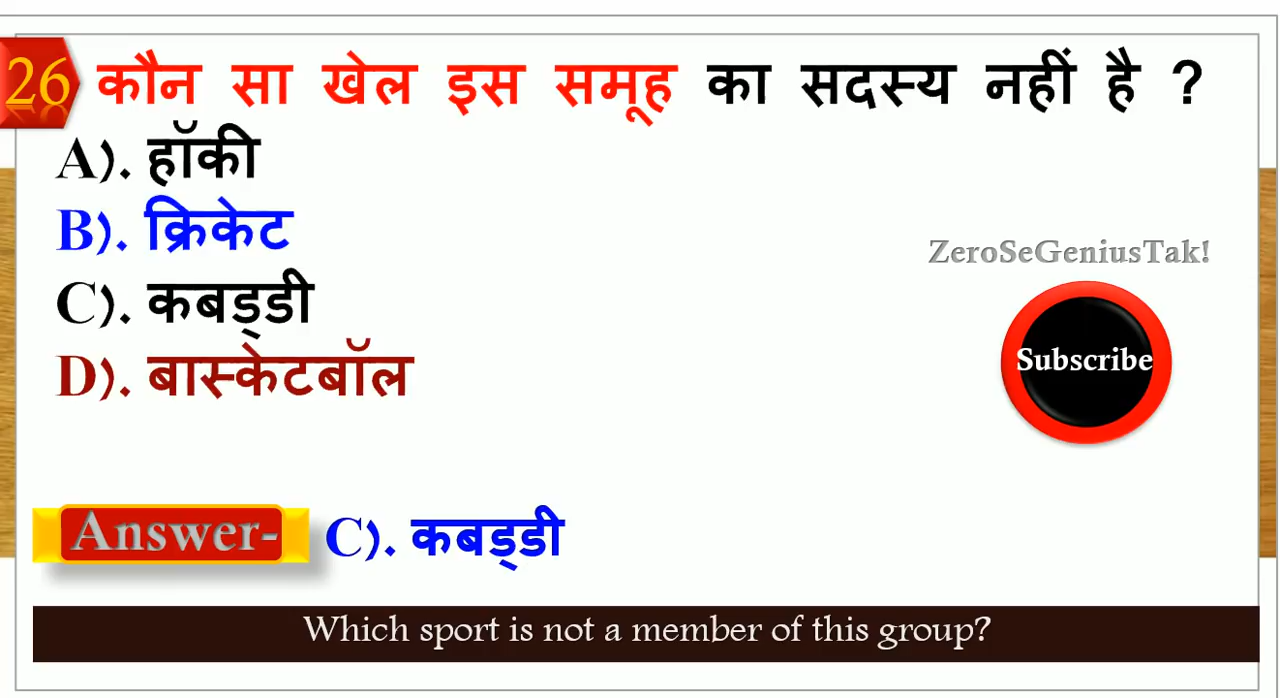 26 कौन सा खेल इस समूह का सदस्य नहीं है ?
A). हॉकी
B). क्रिकेट
C). कबड्डी
D). बास्केटबॉल
ZeroSeGeniusTak!
Subscribe
Answer- C). कबड्डी
Which sport is not a member of this group?